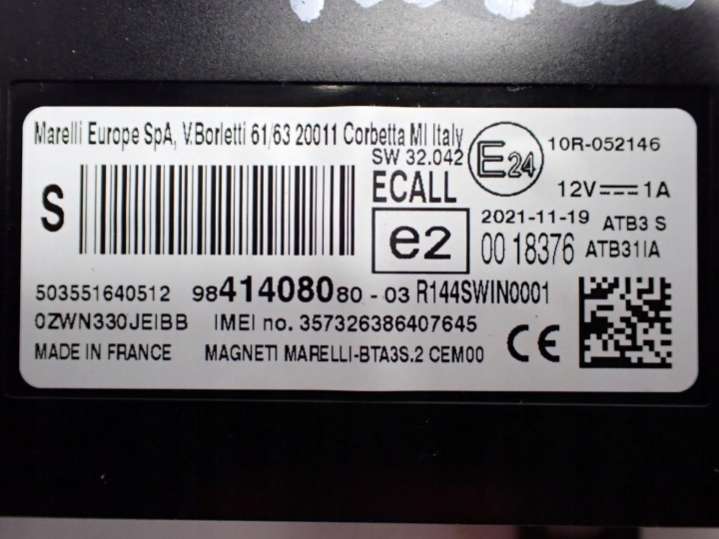 Marelli Europe SpA, V.Borletti 61/63 20011 Corbetta MI Italy
SW 32.042
E24
10R-052146
S
ECALL
12V 1A
e2
2021-11-19 ATB3 S
00 18376 ATB31IA
503551640512 9841408080 - 03 R144SWIN0001
0ZWN330JEIBB IMEI no. 357326386407645
MADE IN FRANCE MAGNETI MARELLI-BTA3S.2 CEM00
CE